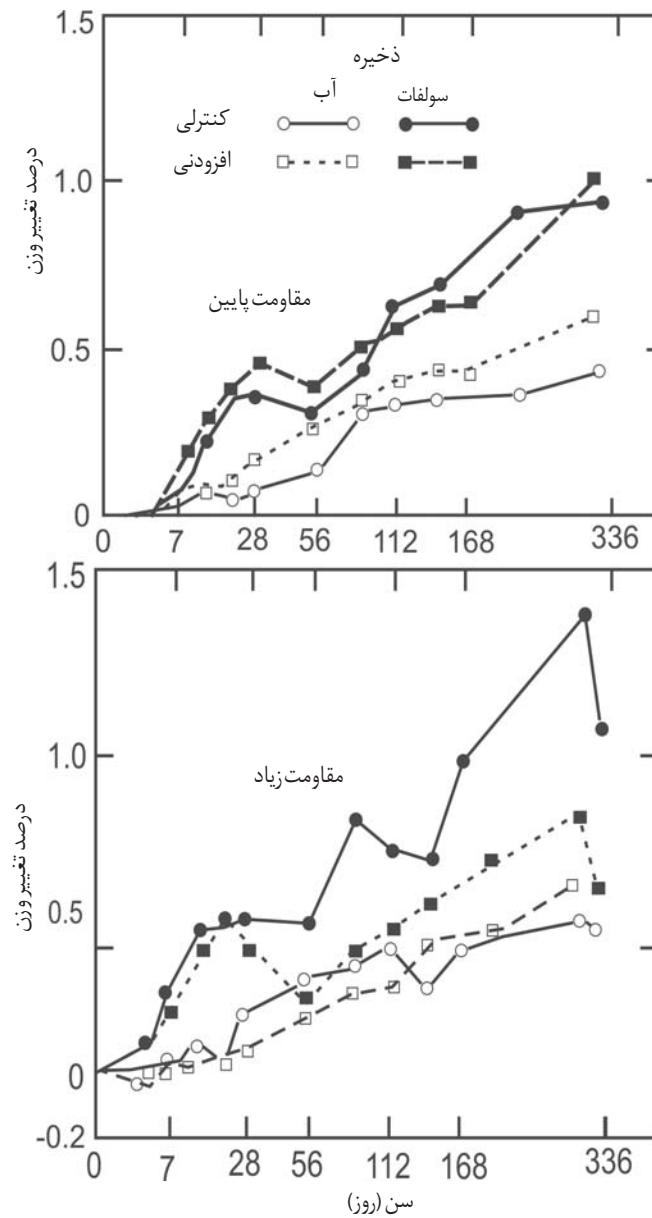 1.5
ذخیره
آب سولفات
کنترلی
افزودنی
1.0
درصد تغییر وزن
مقاومت پایین
0.5
0
0 7 28 56 112 168 336
1.5
1.0
مقاومت زیاد
درصد تغییر وزن
0.5
0
-0.2
0 7 28 56 112 168 336
سن (روز)